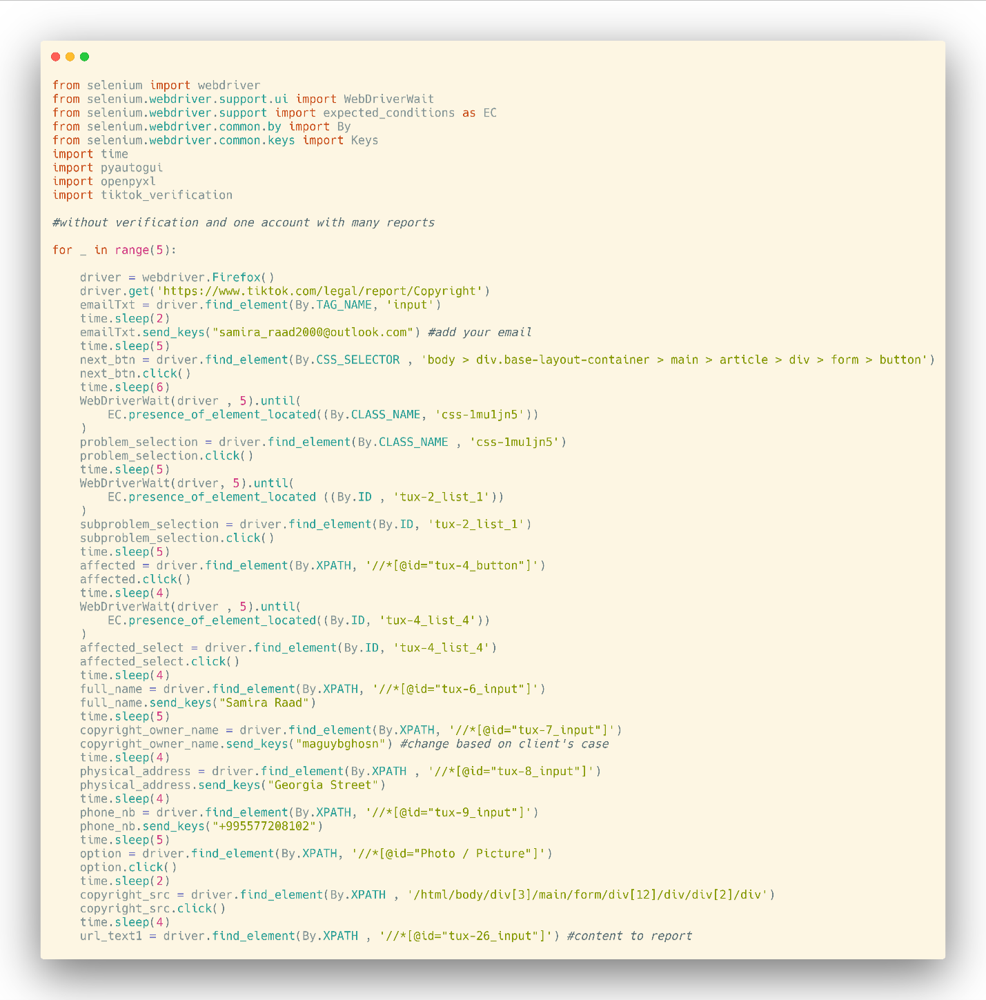 from selenium import webdriver
from selenium.webdriver.support.ui import WebDriverWait
from selenium.webdriver.support import expected_conditions as EC
from selenium.webdriver.common.by import By
from selenium.webdriver.common.keys import Keys
import time
import pyautogui
import openpyxl
import tiktok_verification
#without verification and one account with many reports
for _ in range(5):
driver = webdriver.Firefox()
driver.get('https://www.tiktok.com/legal/report/Copyright')
emailTxt = driver.find_element(By.TAG_NAME, 'input')
time.sleep(2)
emailTxt.send_keys("samira_raad2000@outlook.com") #add your email
time.sleep(5)
next_btn = driver.find_element(By.CSS_SELECTOR , 'body > div.base-layout-container > main > article > div > form > button')
next_btn.click()
time.sleep(6)
WebDriverWait(driver , 5).until(
EC.presence_of_element_located((By.CLASS_NAME, 'css-1mu1jn5'))
)
problem_selection = driver.find_element(By.CLASS_NAME , 'css-1mu1jn5')
problem_selection.click()
time.sleep(5)
WebDriverWait(driver, 5).until(
EC.presence_of_element_located ((By.ID , 'tux-2_list_1'))
)
subproblem_selection = driver.find_element(By.ID, 'tux-2_list_1')
subproblem_selection.click()
time.sleep(5)
affected = driver.find_element(By.XPATH, '//*[@id="tux-4_button"]')
affected.click()
time.sleep(4)
WebDriverWait(driver , 5).until(
EC.presence_of_element_located((By.ID, 'tux-4_list_4'))
)
affected_select = driver.find_element(By.ID, 'tux-4_list_4')
affected_select.click()
time.sleep(4)
full_name = driver.find_element(By.XPATH, '//*[@id="tux-6_input"]')
full_name.send_keys("Samira Raad")
time.sleep(5)
copyright_owner_name = driver.find_element(By.XPATH, '//*[@id="tux-7_input"]')
copyright_owner_name.send_keys("maguybghosn") #change based on client's case
time.sleep(4)
physical_address = driver.find_element(By.XPATH , '//*[@id="tux-8_input"]')
physical_address.send_keys("Georgia Street")
time.sleep(4)
phone_nb = driver.find_element(By.XPATH, '//*[@id="tux-9_input"]')
phone_nb.send_keys("+995577208102")
time.sleep(5)
option = driver.find_element(By.XPATH, '//*[@id="Photo / Picture"]')
option.click()
time.sleep(2)
copyright_src = driver.find_element(By.XPATH , '/html/body/div[3]/main/form/div[12]/div/div[2]/div')
copyright_src.click()
time.sleep(4)
url_text1 = driver.find_element(By.XPATH , '//*[@id="tux-26_input"]') #content to report